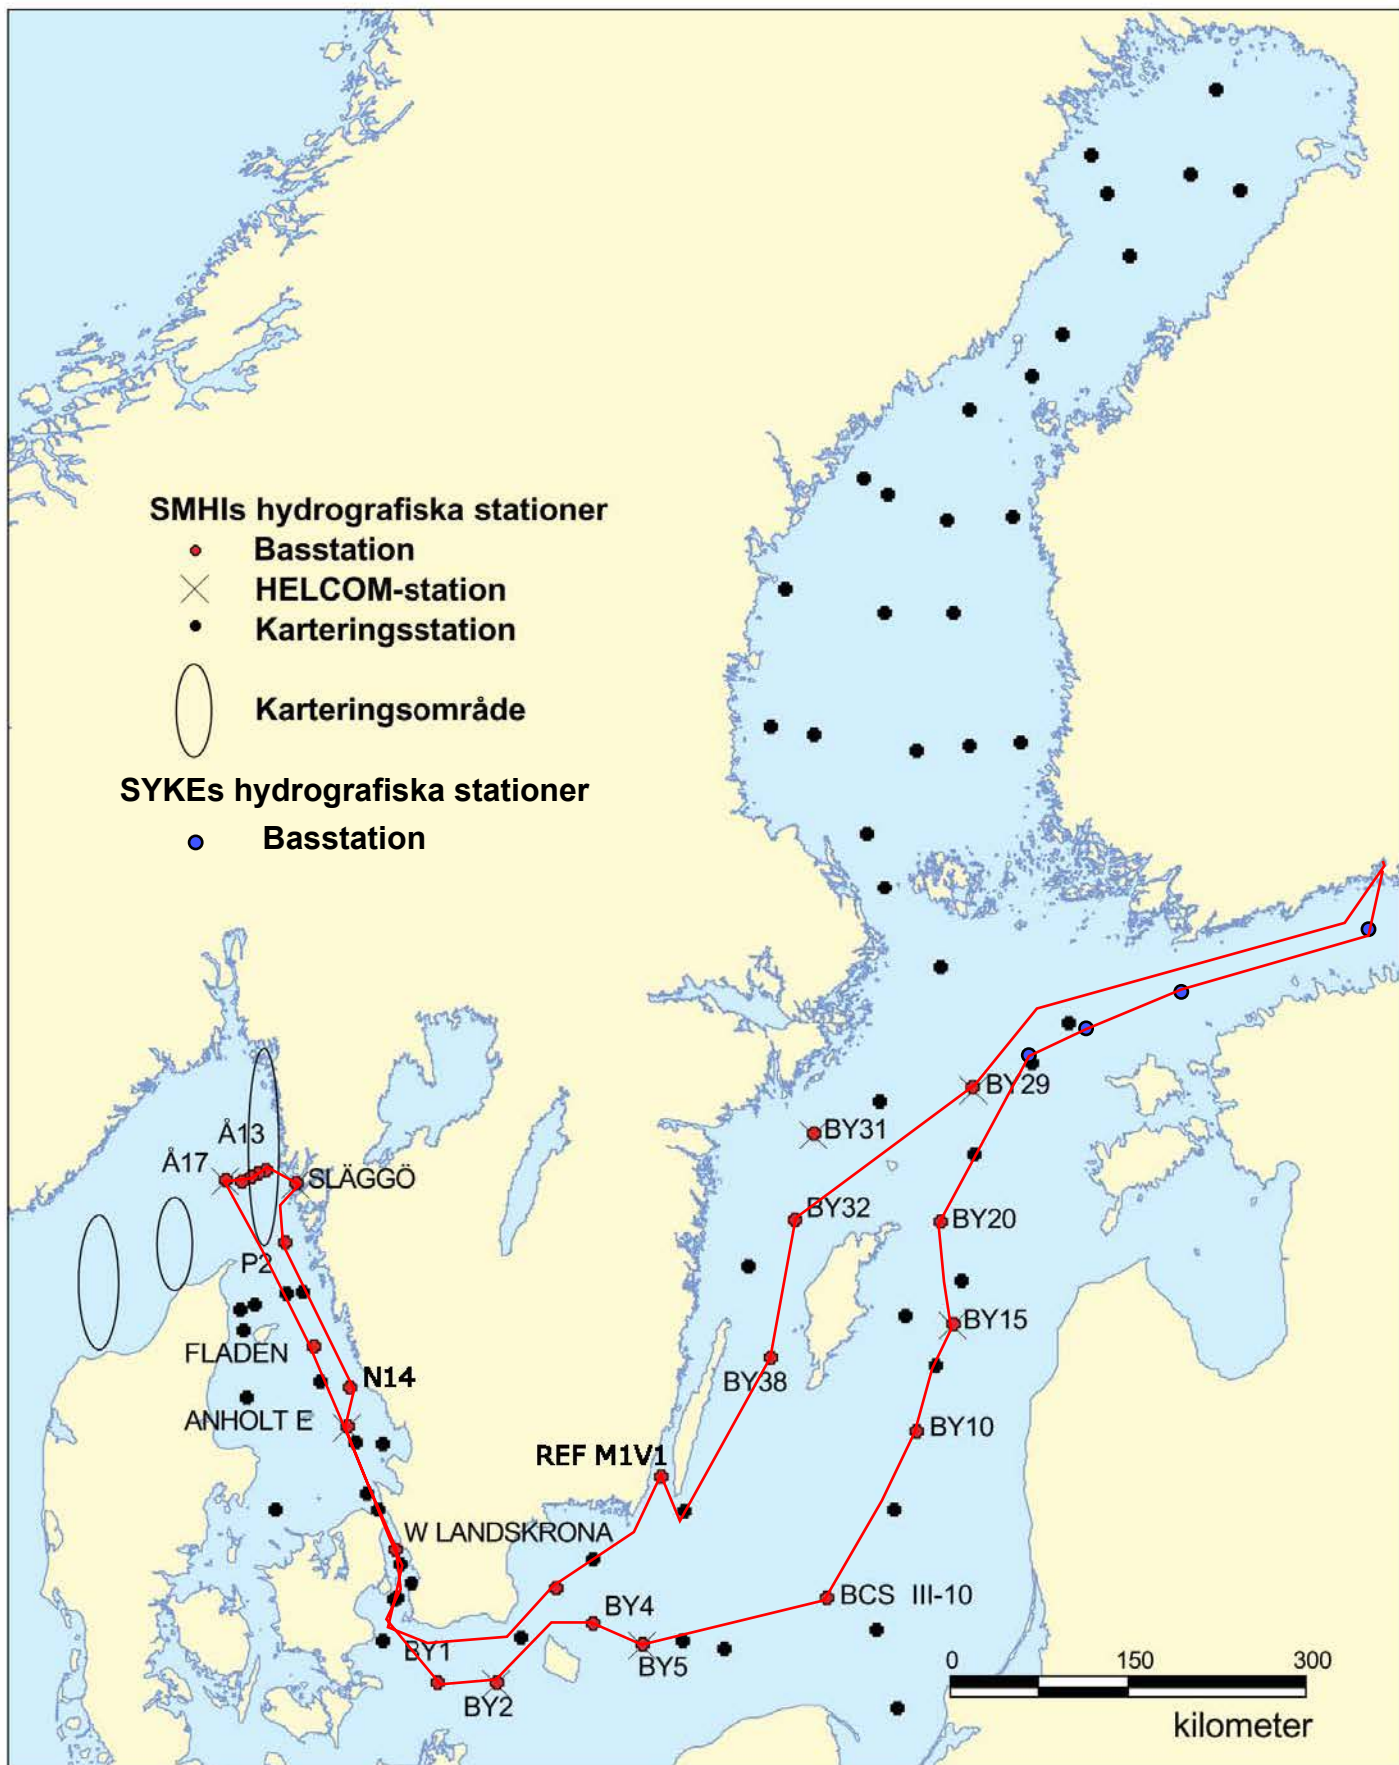 SMHIs hydrografiska stationer
Basstation
HELCOM-station
Karteringsstation
Karteringsområde
SYKEs hydrografiska stationer
Basstation
BY29
Å13
BY31
Å17
SLÄGGÖ
BY32
BY20
P2
BY15
FLADEN
N14
BY38
ANHOLT E
BY10
REF M1V1
W LANDSKRONA
BCS III-10
BY4
BY1
BY5
BY2
0 150 300
kilometer